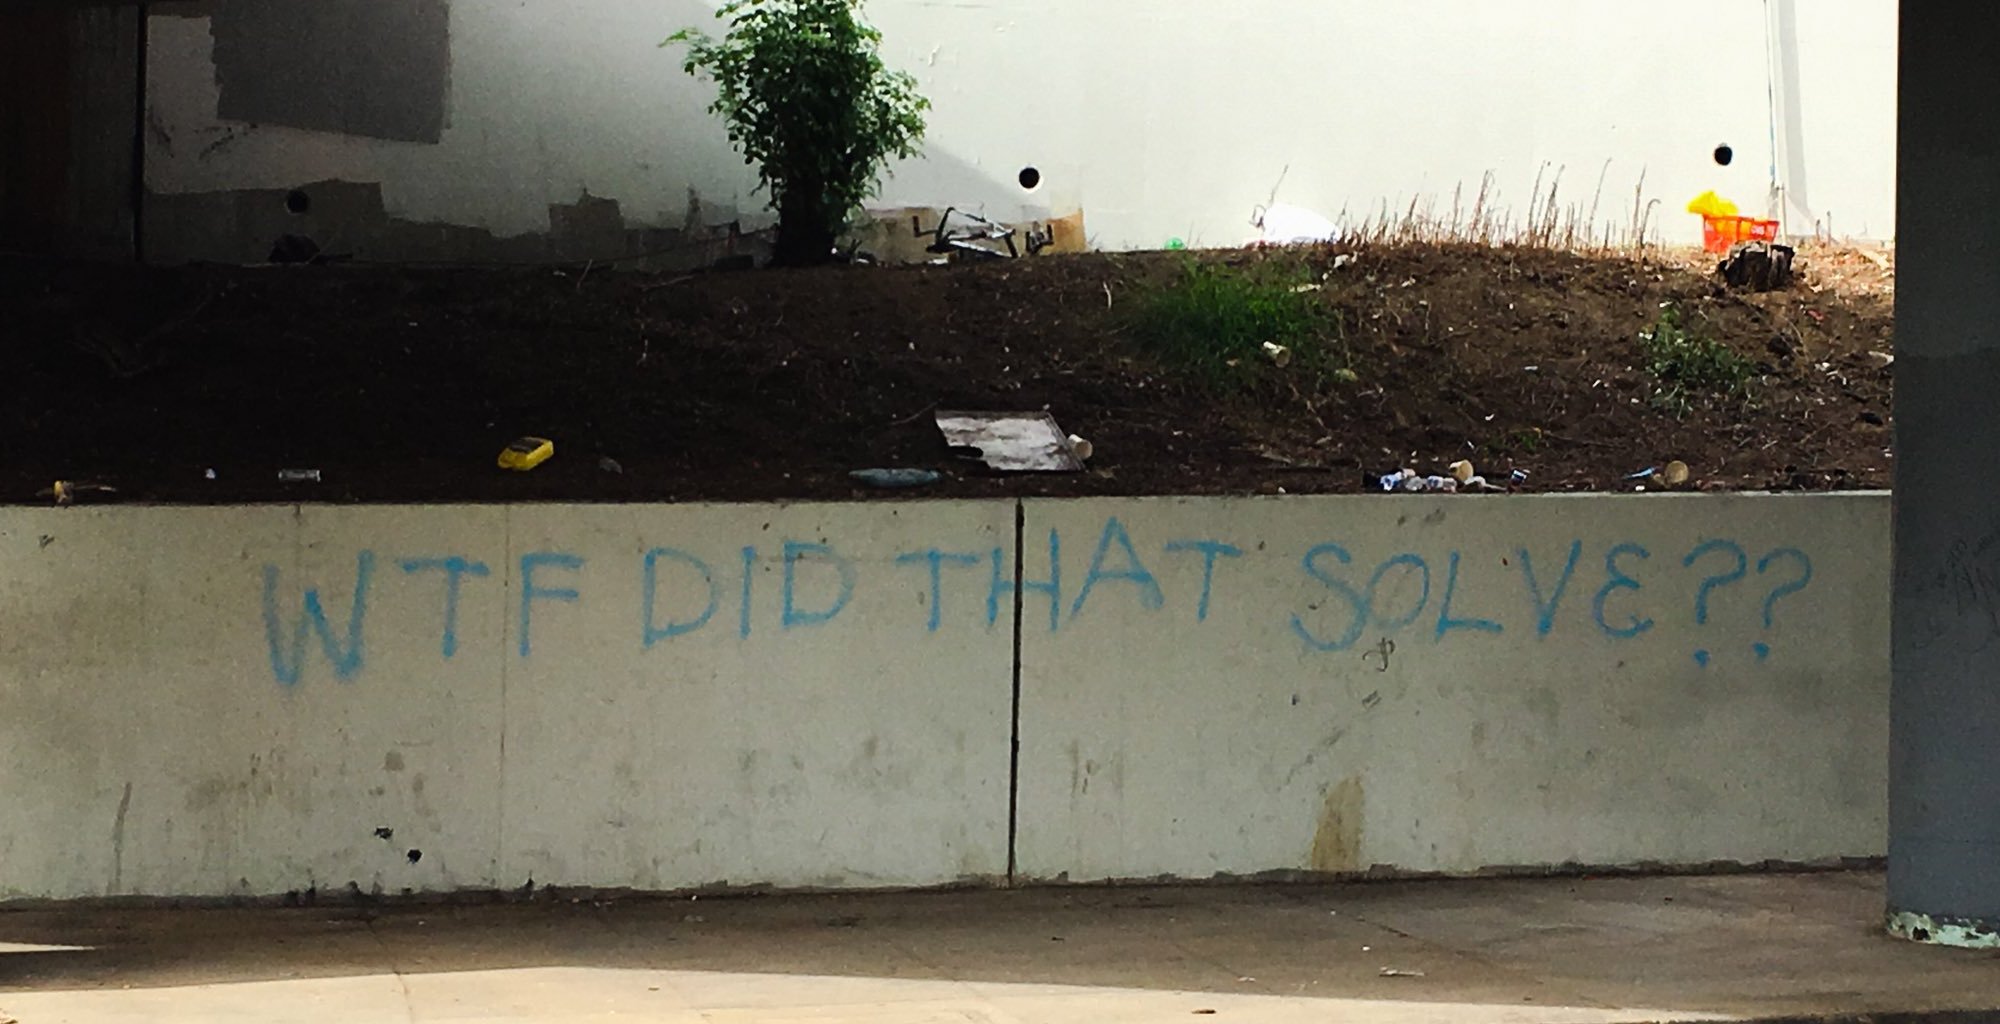 WTF DID THAT SOLVE??